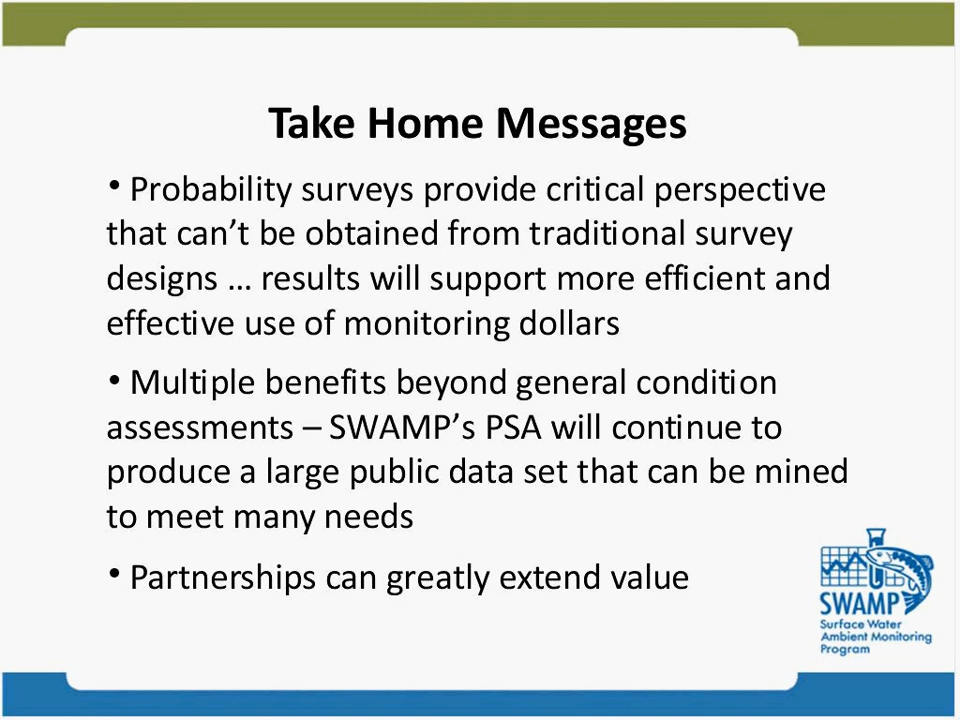 Take Home Messages
• Probability surveys provide critical perspective
that can’t be obtained from traditional survey
designs … results will support more efficient and
effective use of monitoring dollars
• Multiple benefits beyond general condition
assessments – SWAMP’s PSA will continue to
produce a large public data set that can be mined
to meet many needs
• Partnerships can greatly extend value
SWAMP
Surface Water
Ambient Monitoring
Program